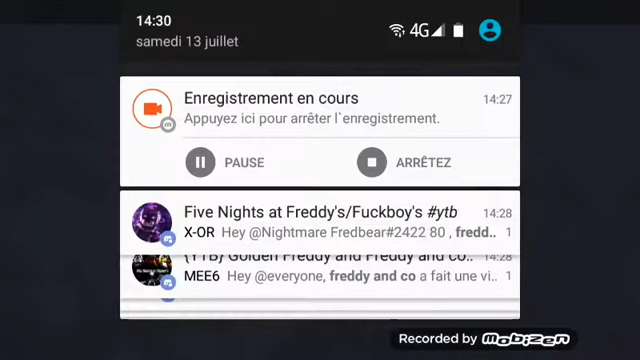 14:30
4G
samedi 13 juillet
Enregistrement en cours 14:27
Appuyez ici pour arrêter l`enregistrement.
PAUSE ARRÊTEZ
Five Nights at Freddy's/Fuckboy's #ytb 14:28
X-OR Hey @Nightmare Fredbear#2422 80 , fredd.. 1
{YTB} Golden Freddy and Freddy and co.. 14:28
MEE6 Hey @everyone, freddy and co a fait une vi.. 1
Recorded by Mobizen